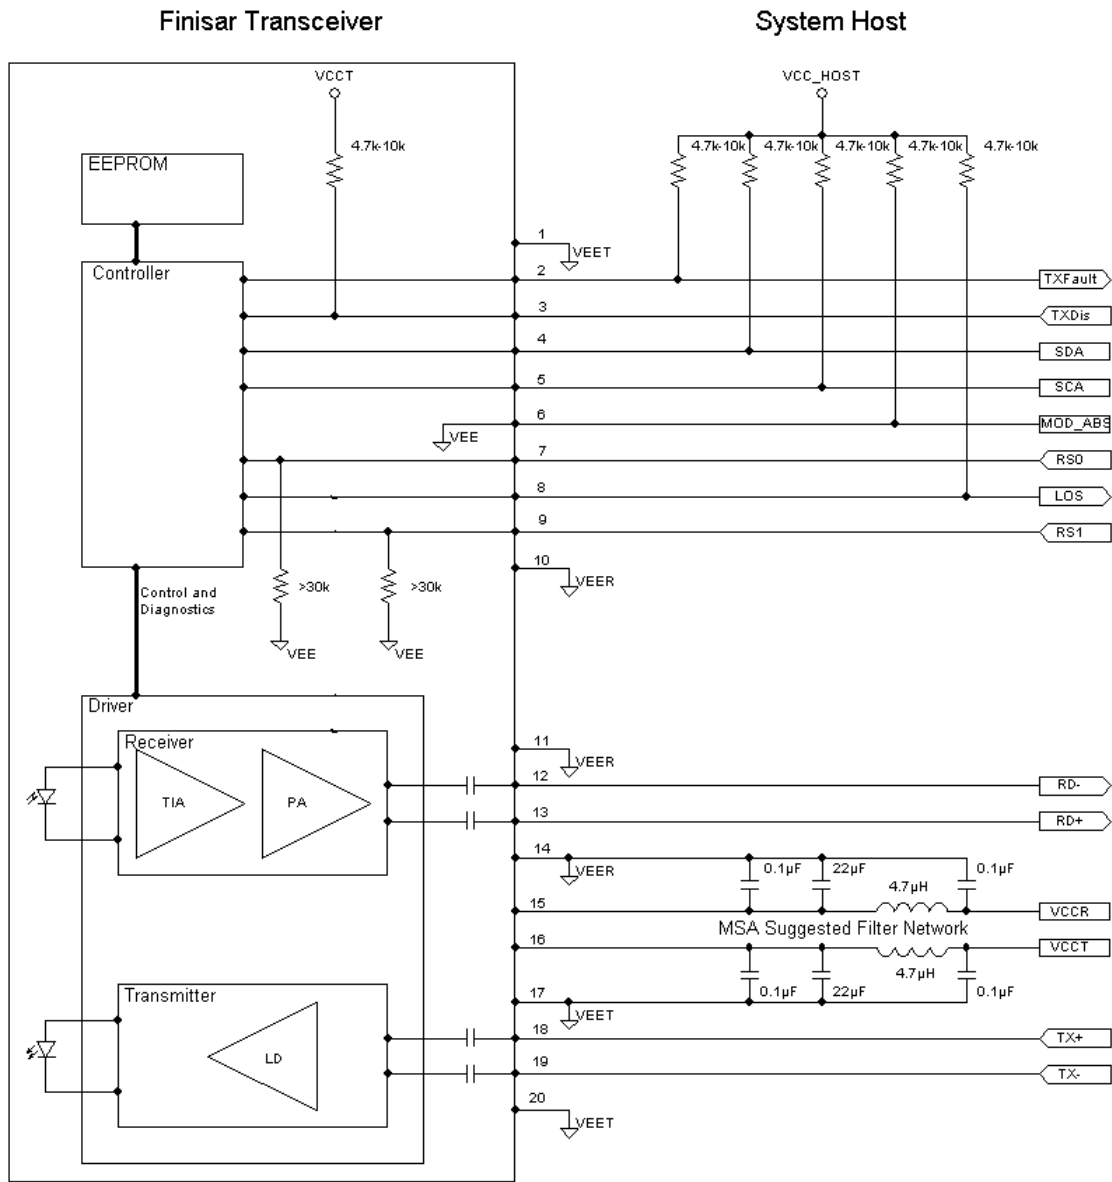 Finisar Transceiver
System Host
VCCT
VCC_HOST
4.7k-10k
4.7k-10k
4.7k-10k
4.7k-10k
4.7k-10k
4.7k-10k
EEPROM
1
VEET
Controller
2
TXFault
3
TXDis
4
SDA
5
SCA
6
VEE
MOD_ABS
7
RS0
8
LOS
9
RS1
10
VEER
>30k
>30k
Control and
Diagnostics
VEE
VEE
Driver
Receiver
11
VEER
TIA
PA
12
RD-
13
RD+
14
VEER
0.1µF
22µF
0.1µF
4.7µH
15
VCCR
MSA Suggested Filter Network
16
VCCT
4.7µH
Transmitter
17
0.1µF
22µF
0.1µF
VEET
18
TX+
LD
19
TX-
20
VEET